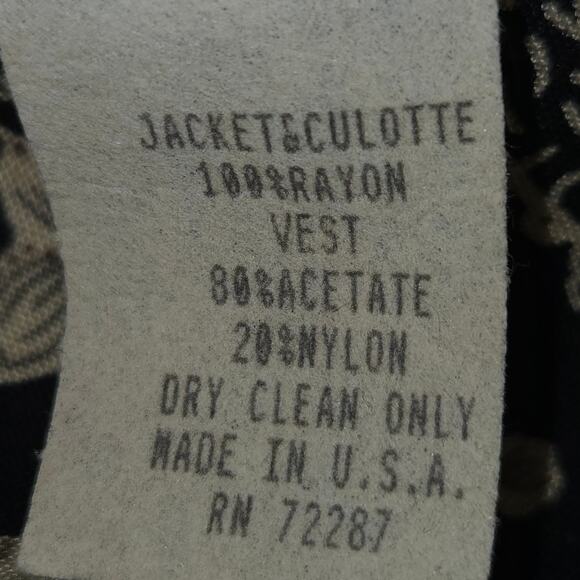 JACKET&CULOTTE
100%RAYON
VEST
80%ACETATE
20%NYLON
DRY CLEAN ONLY
MADE IN U.S.A.
RN 72287